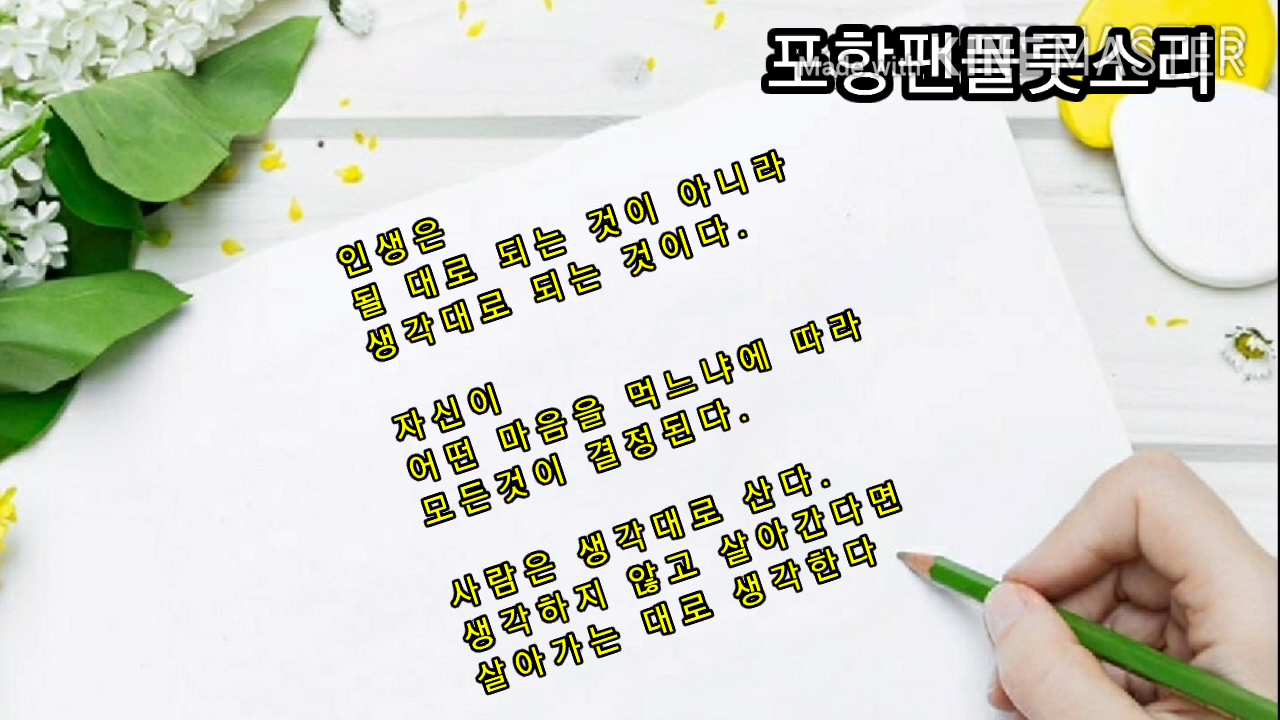 포항팬플룻소리
Made with KINEMASTER
인생은
될 대로 되는 것이 아니라
생각대로 되는 것이다.
자신이
어떤 마음을 먹느냐에 따라
모든것이 결정된다.
사람은 생각대로 산다.
생각하지 않고 살아간다면
살아가는 대로 생각한다